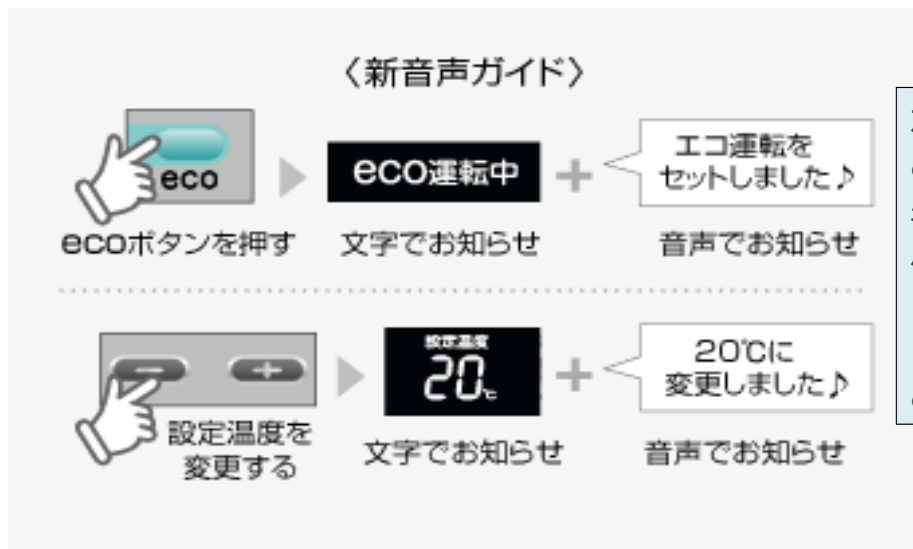 〈新音声ガイド〉
eco
eco運転中
エコ運転を
セットしました♪
ecoボタンを押す
文字でお知らせ
音声でお知らせ
設定温度
20℃
20℃に
変更しました♪
設定温度を
変更する
文字でお知らせ
音声でお知らせ